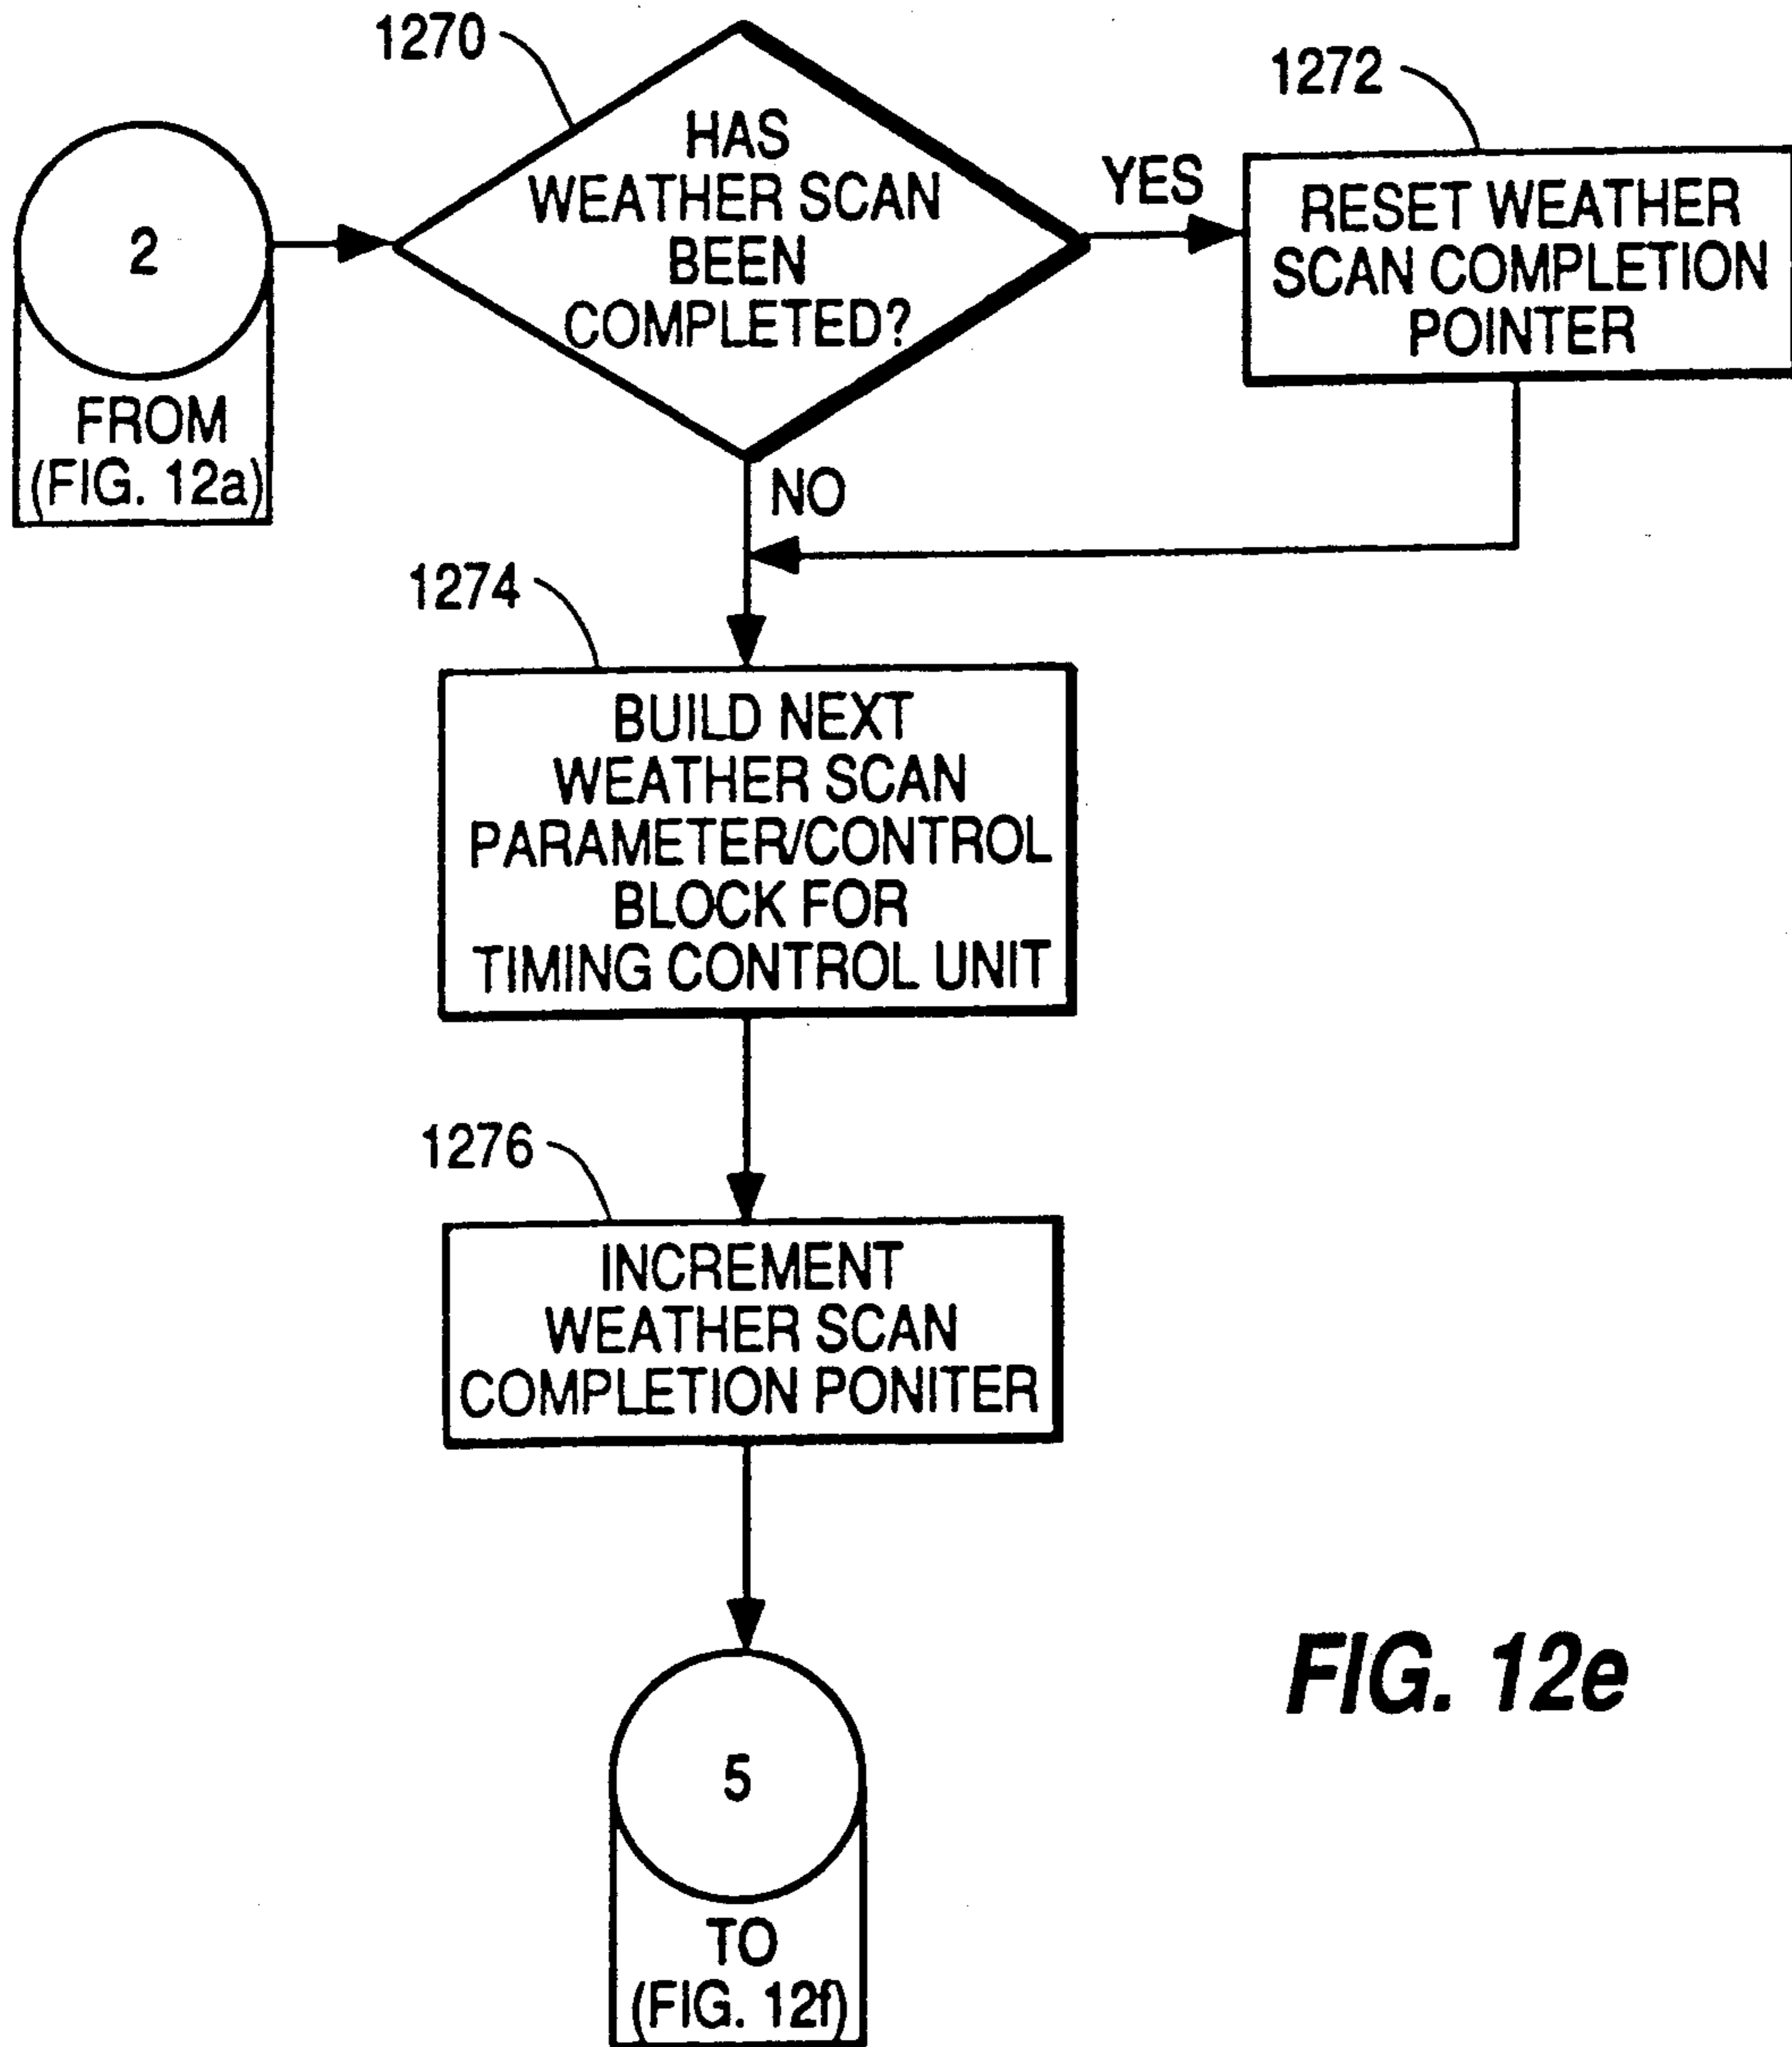 1270
HAS
WEATHER SCAN
BEEN
COMPLETED?
1272
YES
RESET WEATHER
SCAN COMPLETION
POINTER
2
FROM
(FIG. 12a)
NO
1274
BUILD NEXT
WEATHER SCAN
PARAMETER/CONTROL
BLOCK FOR
TIMING CONTROL UNIT
1276
INCREMENT
WEATHER SCAN
COMPLETION PONITER
5
TO
(FIG. 12f)
FIG. 12e